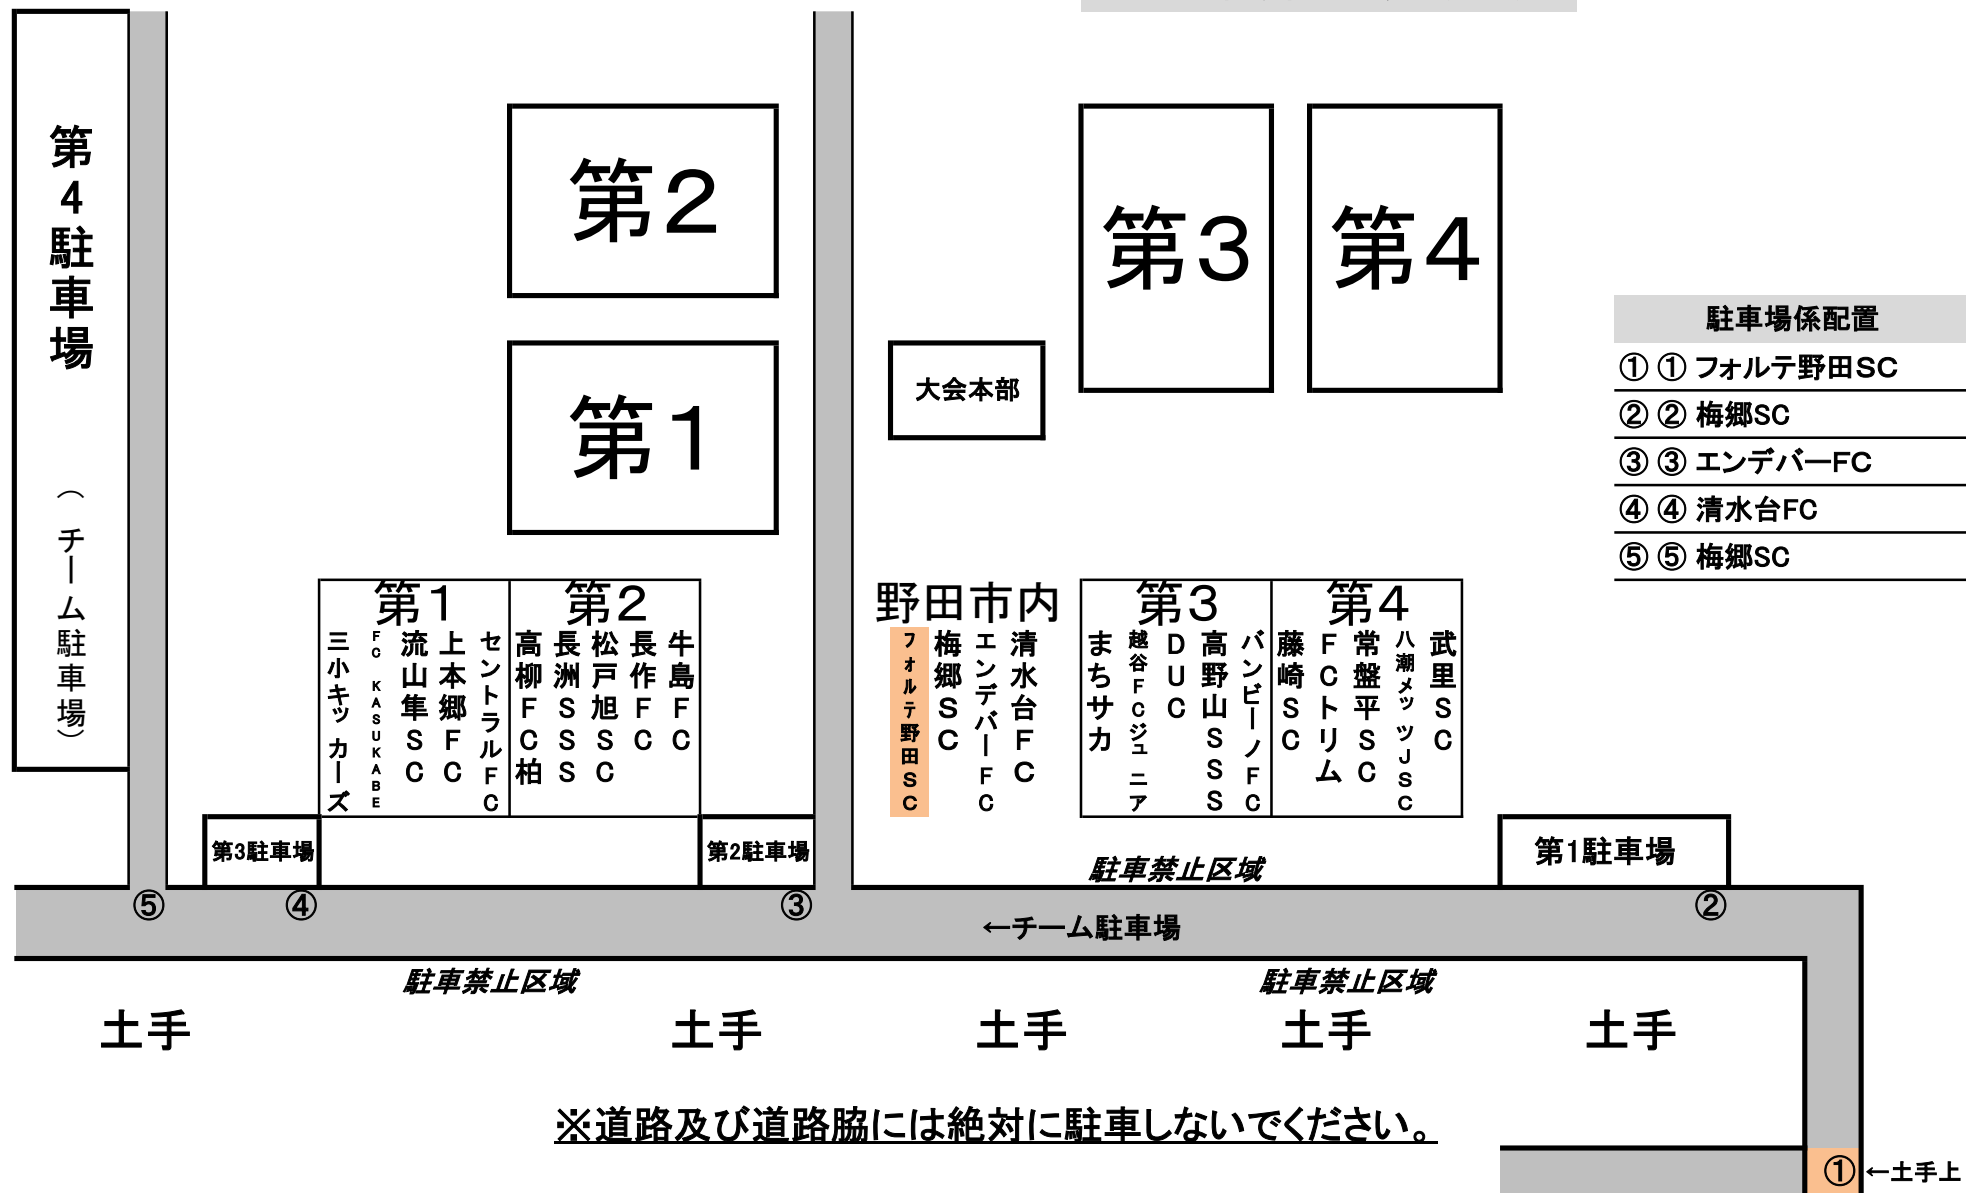 第4駐車場
（チーム駐車場）
第2
第1
第3
第4
大会本部
駐車場係配置
① ① フォルテ野田SC
② ② 梅郷SC
③ ③ エンデバーFC
④ ④ 清水台FC
⑤ ⑤ 梅郷SC
第1
三小キッカーズ
FC KASUKABE
流山隼SC
上本郷FC
セントラルFC
第2
高柳FC柏
長洲SSS
松戸旭SC
長作FC
牛島FC
野田市内
フォルテ野田SC
梅郷SC
エンデバーFC
清水台FC
第3
まちサカ
越谷FCジュニア
DUC
高野山SSS
バンビーノFC
第4
藤崎SC
FCトリム
常盤平SC
八潮メッツJSC
武里SC
第3駐車場
第2駐車場
駐車禁止区域
第1駐車場
⑤
④
③
②
←チーム駐車場
駐車禁止区域
駐車禁止区域
土手
土手
土手
土手
土手
※道路及び道路脇には絶対に駐車しないでください。
①
←土手上